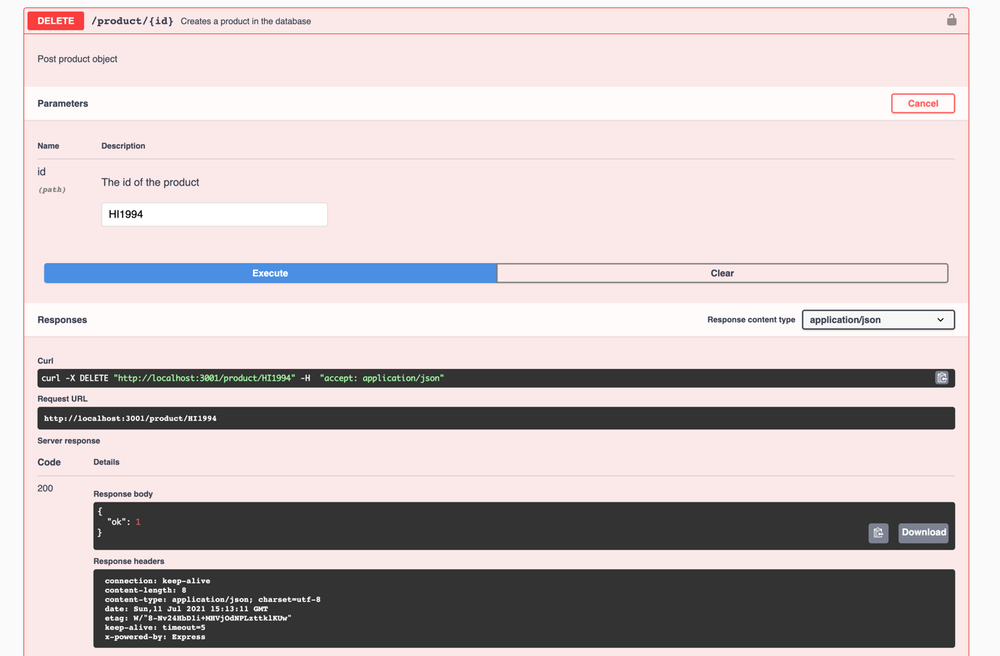 DELETE /product/{id} Creates a product in the database
Post product object
Parameters
Cancel
Name Description
id
(path)
The id of the product
HI1994
Execute Clear
Responses
Response content type application/json
Curl
curl -X DELETE "http://localhost:3001/product/HI1994" -H  "accept: application/json"
Request URL
http://localhost:3001/product/HI1994
Server response
Code Details
200
Response body
{
  "ok": 1
}
Download
Response headers
connection: keep-alive
content-length: 8
content-type: application/json; charset=utf-8
date: Sun,11 Jul 2021 15:13:11 GMT
etag: W/"8-Nv24HbD1i+MHVjOdNPLzttklKUw"
keep-alive: timeout=5
x-powered-by: Express